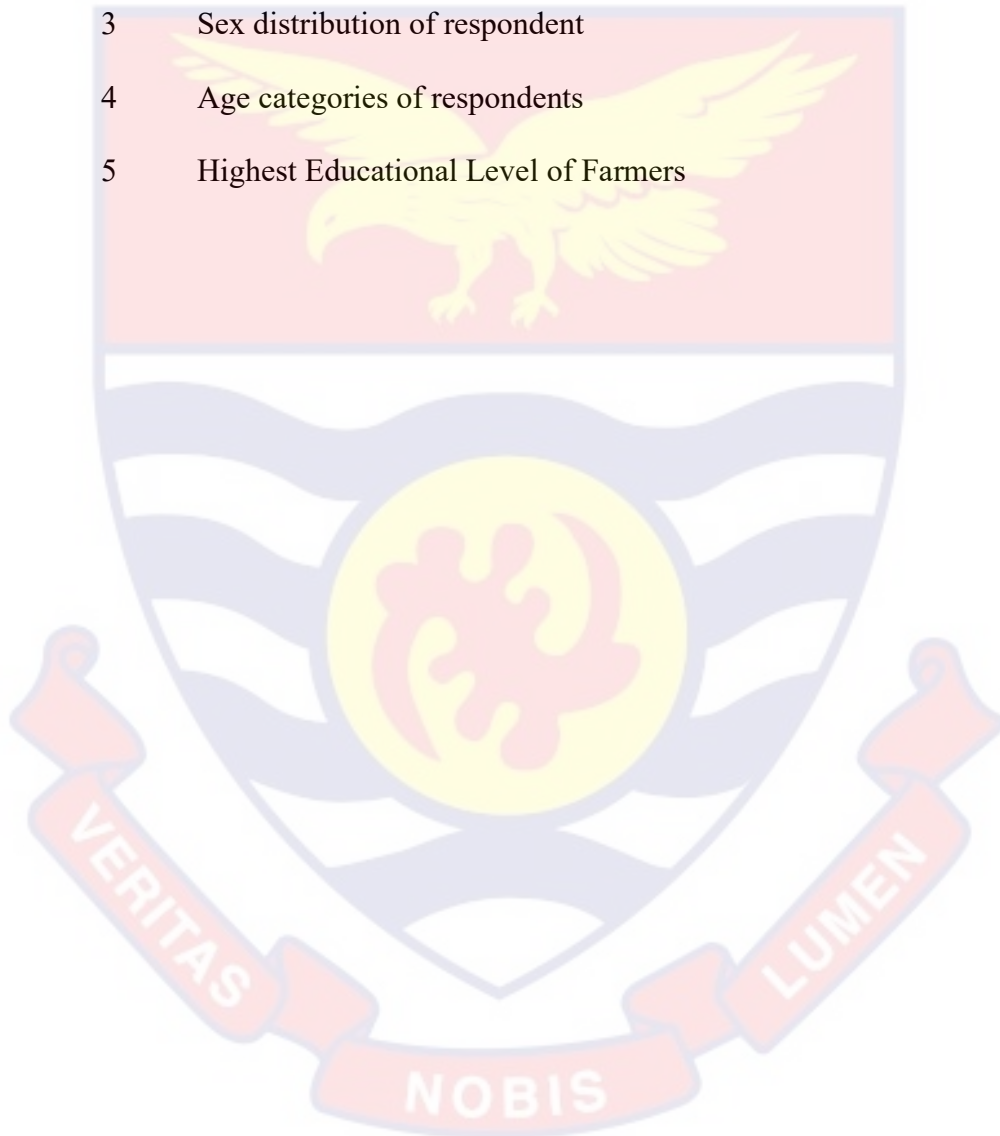 3 Sex distribution of respondent
4 Age categories of respondents
5 Highest Educational Level of Farmers
VERITAS
NOBIS
LUMEN